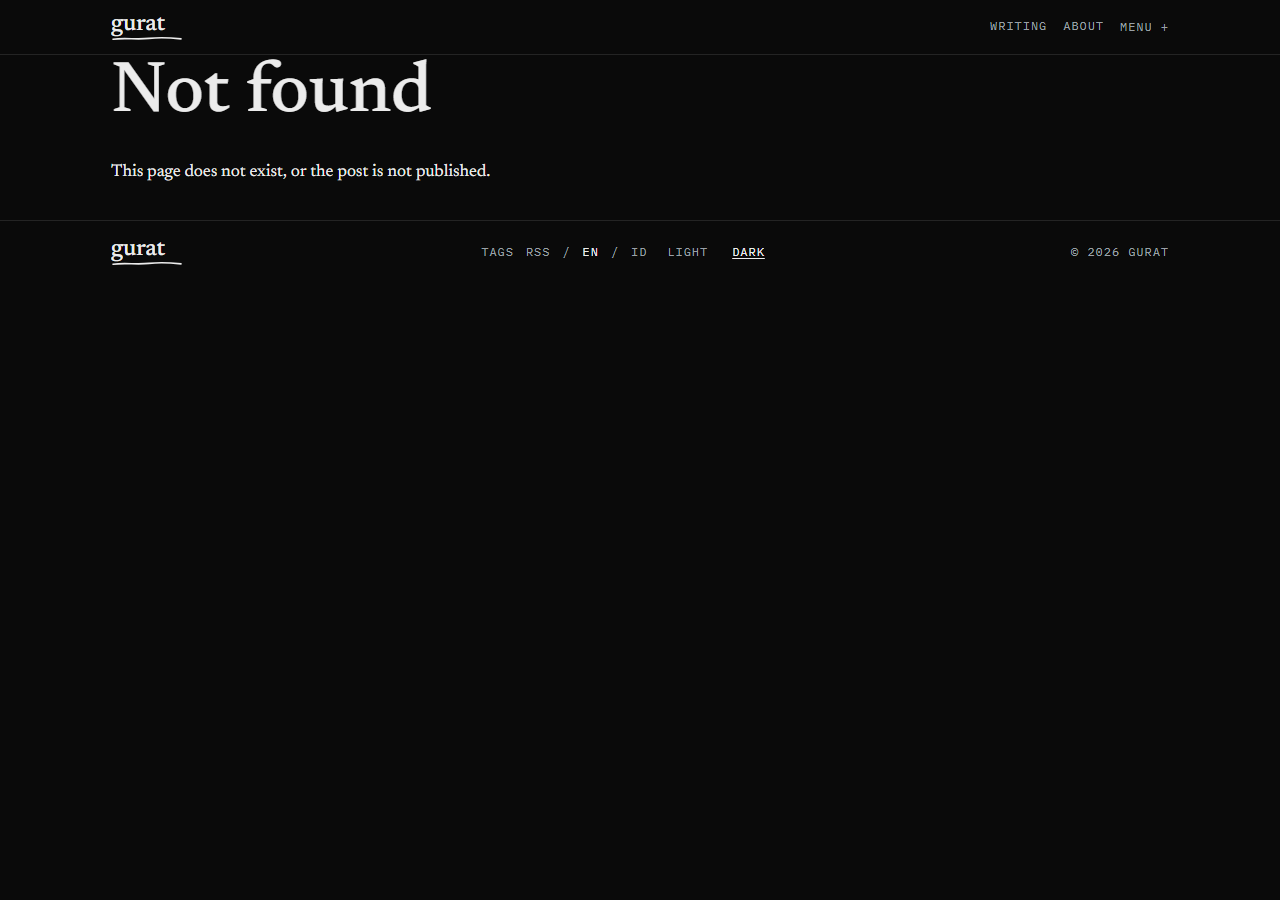 gurat
WRITING ABOUT MENU +
Not found
This page does not exist, or the post is not published.
gurat
TAGS RSS / EN / ID LIGHT DARK
© 2026 GURAT